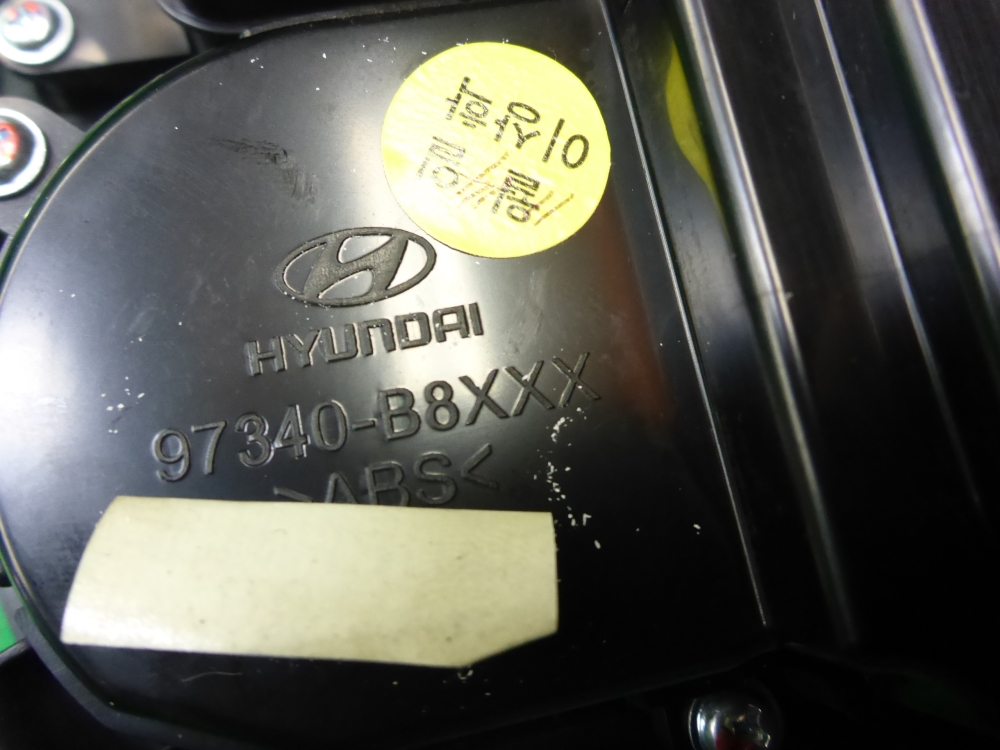 HYUNDAI
97340-B8XXX
>ABS<